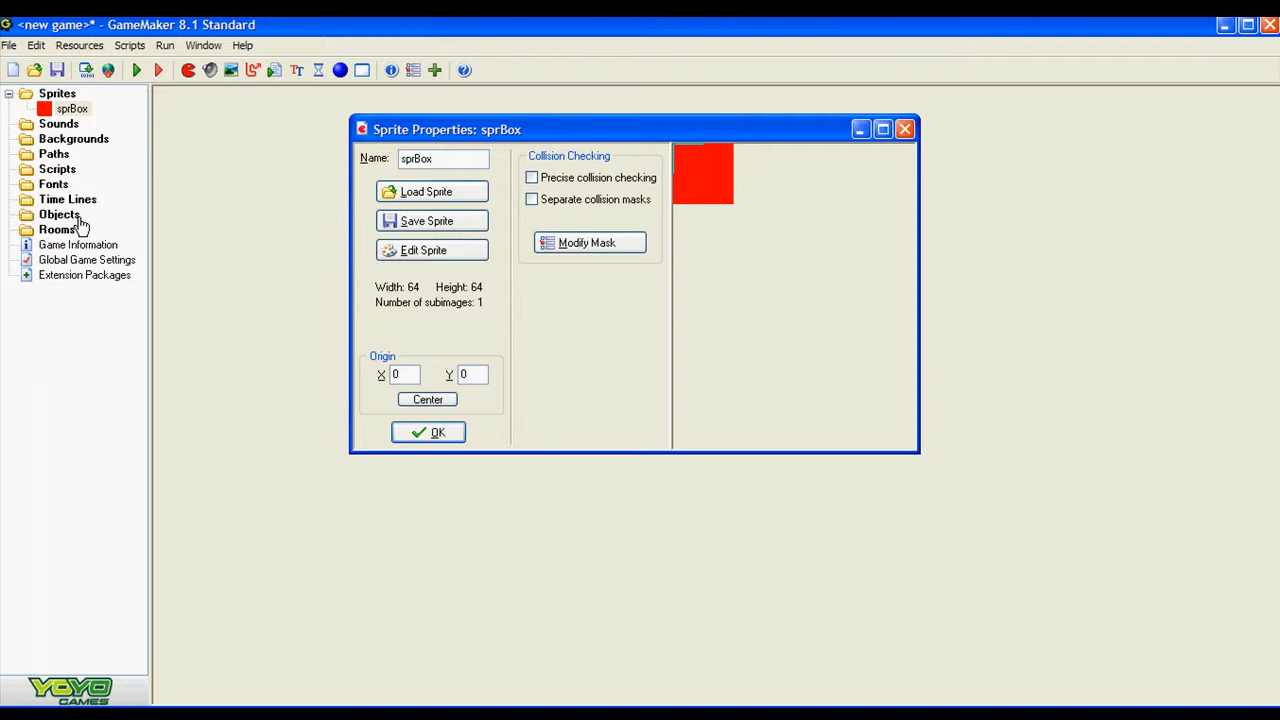 <new game>* - GameMaker 8.1 Standard
File Edit Resources Scripts Run Window Help
Sprites
sprBox
Sounds
Backgrounds
Paths
Scripts
Fonts
Time Lines
Objects
Rooms
Game Information
Global Game Settings
Extension Packages
YOYO
GAMES
Sprite Properties: sprBox
Name: sprBox
Load Sprite
Save Sprite
Edit Sprite
Width: 64 Height: 64
Number of subimages: 1
Origin
X 0 Y 0
Center
OK
Collision Checking
Precise collision checking
Separate collision masks
Modify Mask